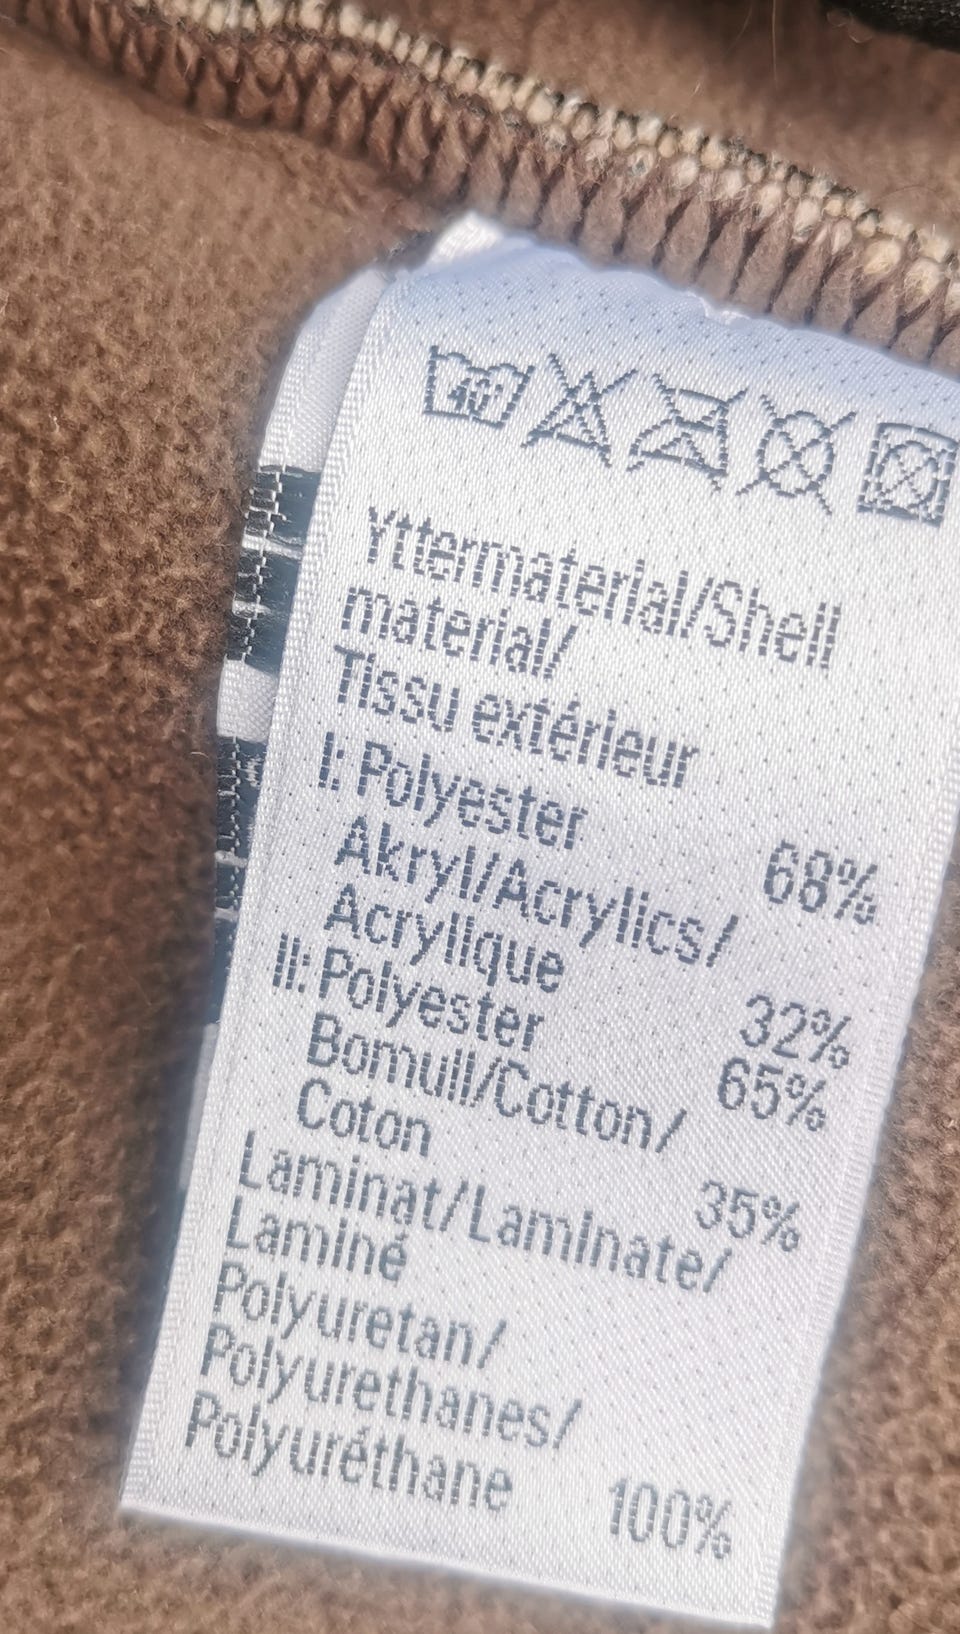 40°
Yttermaterial/Shell
material/
Tissu extérieur
I: Polyester 68%
Akryl/Acrylics/
Acrylique 32%
II: Polyester 65%
Bomull/Cotton/
Coton 35%
Laminat/Laminate/
Laminé
Polyuretan/
Polyurethanes/
Polyuréthane 100%